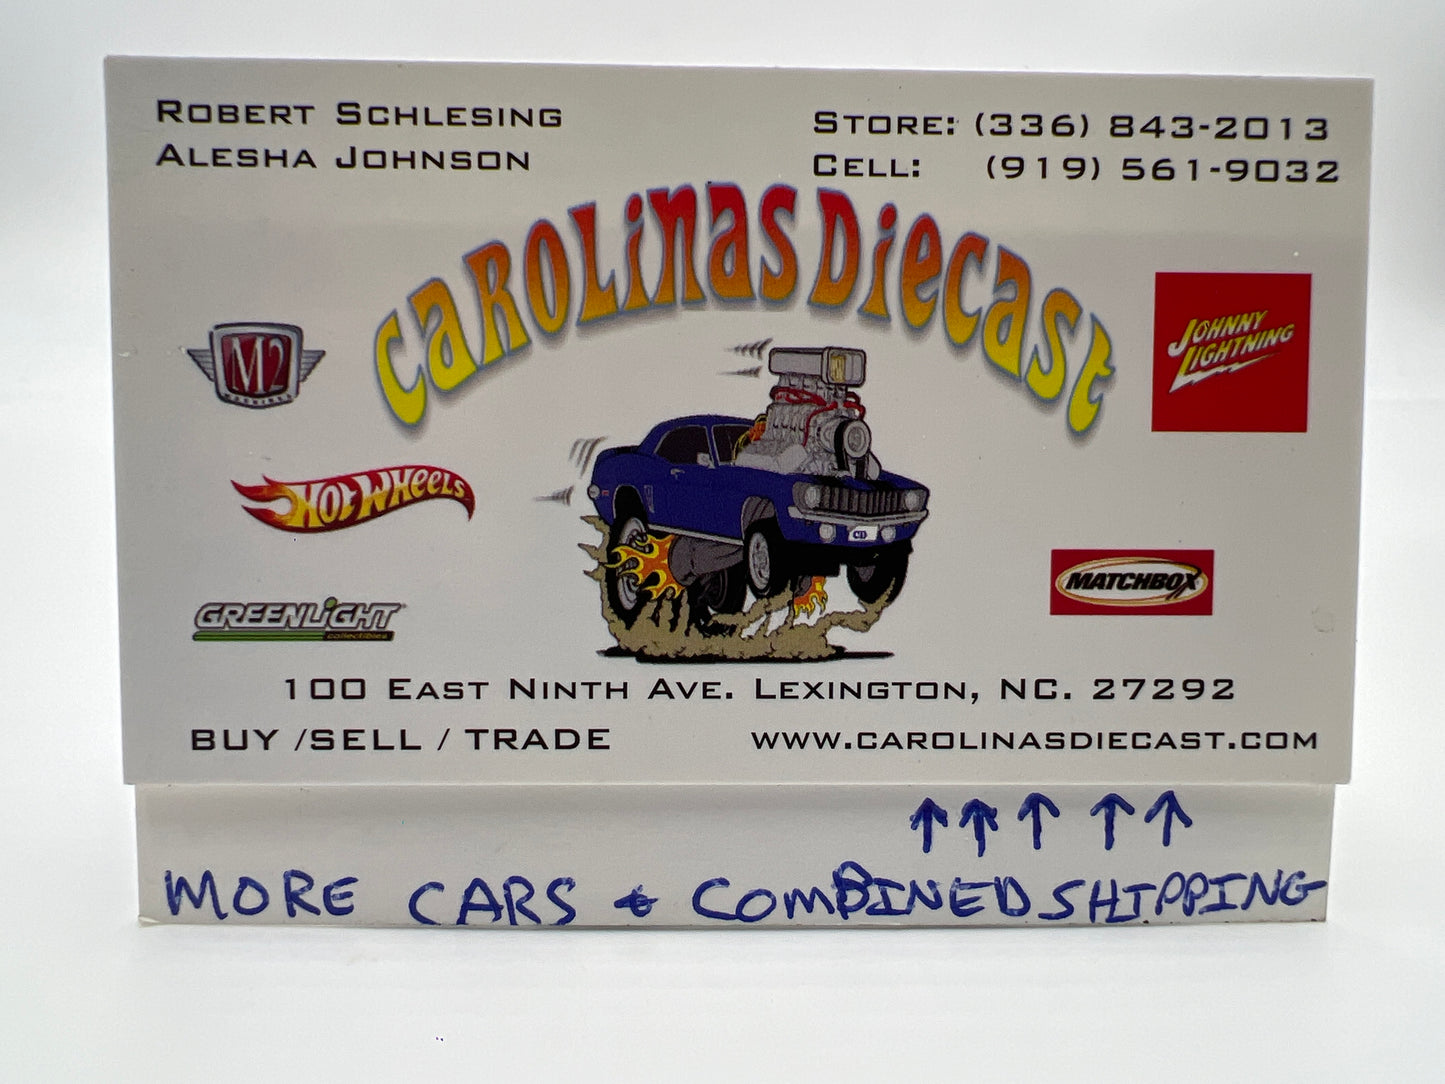 ROBERT SCHLESING
ALESHA JOHNSON
STORE: (336) 843-2013
CELL: (919) 561-9032
CAROLINAS DIECAST
M2
MACHINES
JOHNNY
LIGHTNING
HOT WHEELS
CD
MATCHBOX
GREENLIGHT
collectibles
100 EAST NINTH AVE. LEXINGTON, NC. 27292
BUY /SELL / TRADE
WWW.CAROLINASDIECAST.COM
↑ ↑ ↑ ↑ ↑
MORE CARS & COMBINED SHIPPING